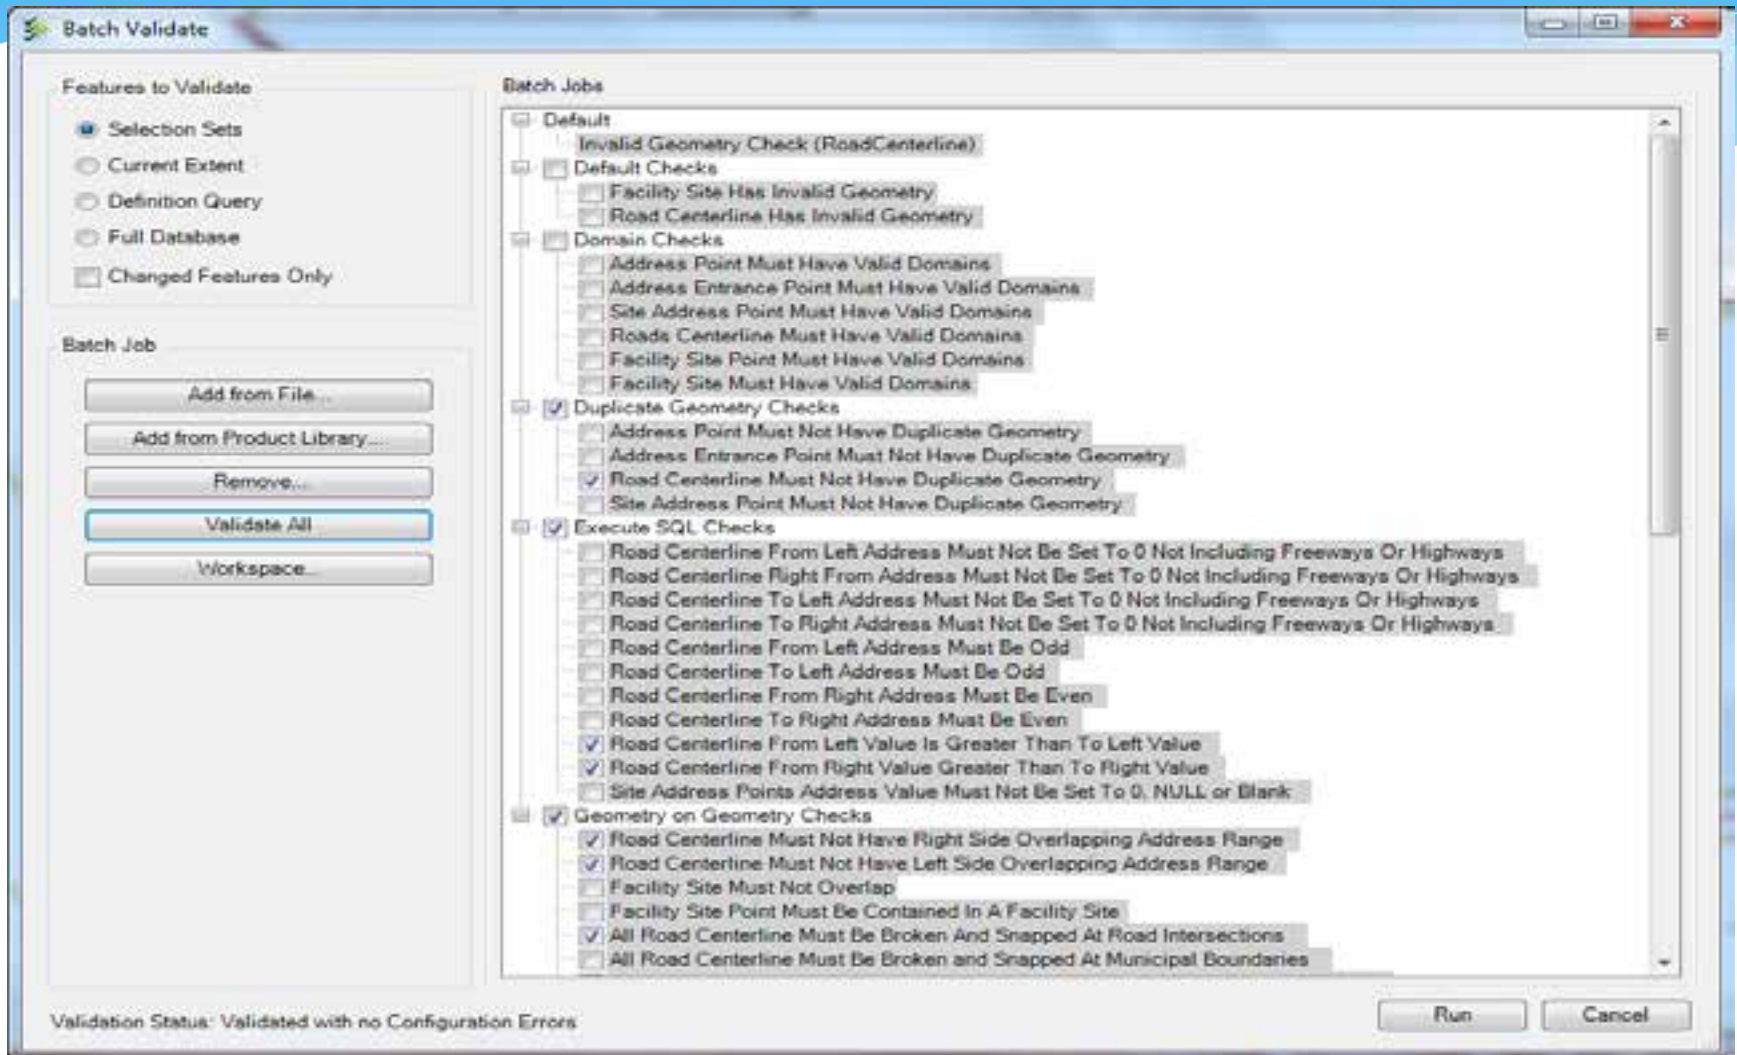 Batch Validate
Features to Validate
Selection Sets
Current Extent
Definition Query
Full Database
Changed Features Only
Batch Job
Add from File...
Add from Product Library...
Remove...
Validate All
Workspace...
Batch Jobs
Default
Invalid Geometry Check (RoadCenterline)
Default Checks
Facility Site Has Invalid Geometry
Road Centerline Has Invalid Geometry
Domain Checks
Address Point Must Have Valid Domains
Address Entrance Point Must Have Valid Domains
Site Address Point Must Have Valid Domains
Roads Centerline Must Have Valid Domains
Facility Site Point Must Have Valid Domains
Facility Site Must Have Valid Domains
Duplicate Geometry Checks
Address Point Must Not Have Duplicate Geometry
Address Entrance Point Must Not Have Duplicate Geometry
Road Centerline Must Not Have Duplicate Geometry
Site Address Point Must Not Have Duplicate Geometry
Execute SQL Checks
Road Centerline From Left Address Must Not Be Set To 0 Not Including Freeways Or Highways
Road Centerline Right From Address Must Not Be Set To 0 Not Including Freeways Or Highways
Road Centerline To Left Address Must Not Be Set To 0 Not Including Freeways Or Highways
Road Centerline To Right Address Must Not Be Set To 0 Not Including Freeways Or Highways
Road Centerline From Left Address Must Be Odd
Road Centerline To Left Address Must Be Odd
Road Centerline From Right Address Must Be Even
Road Centerline To Right Address Must Be Even
Road Centerline From Left Value Is Greater Than To Left Value
Road Centerline From Right Value Greater Than To Right Value
Site Address Points Address Value Must Not Be Set To 0, NULL or Blank
Geometry on Geometry Checks
Road Centerline Must Not Have Right Side Overlapping Address Range
Road Centerline Must Not Have Left Side Overlapping Address Range
Facility Site Must Not Overlap
Facility Site Point Must Be Contained In A Facility Site
All Road Centerline Must Be Broken And Snapped At Road Intersections
All Road Centerline Must Be Broken and Snapped At Municipal Boundaries
Validation Status: Validated with no Configuration Errors
Run
Cancel